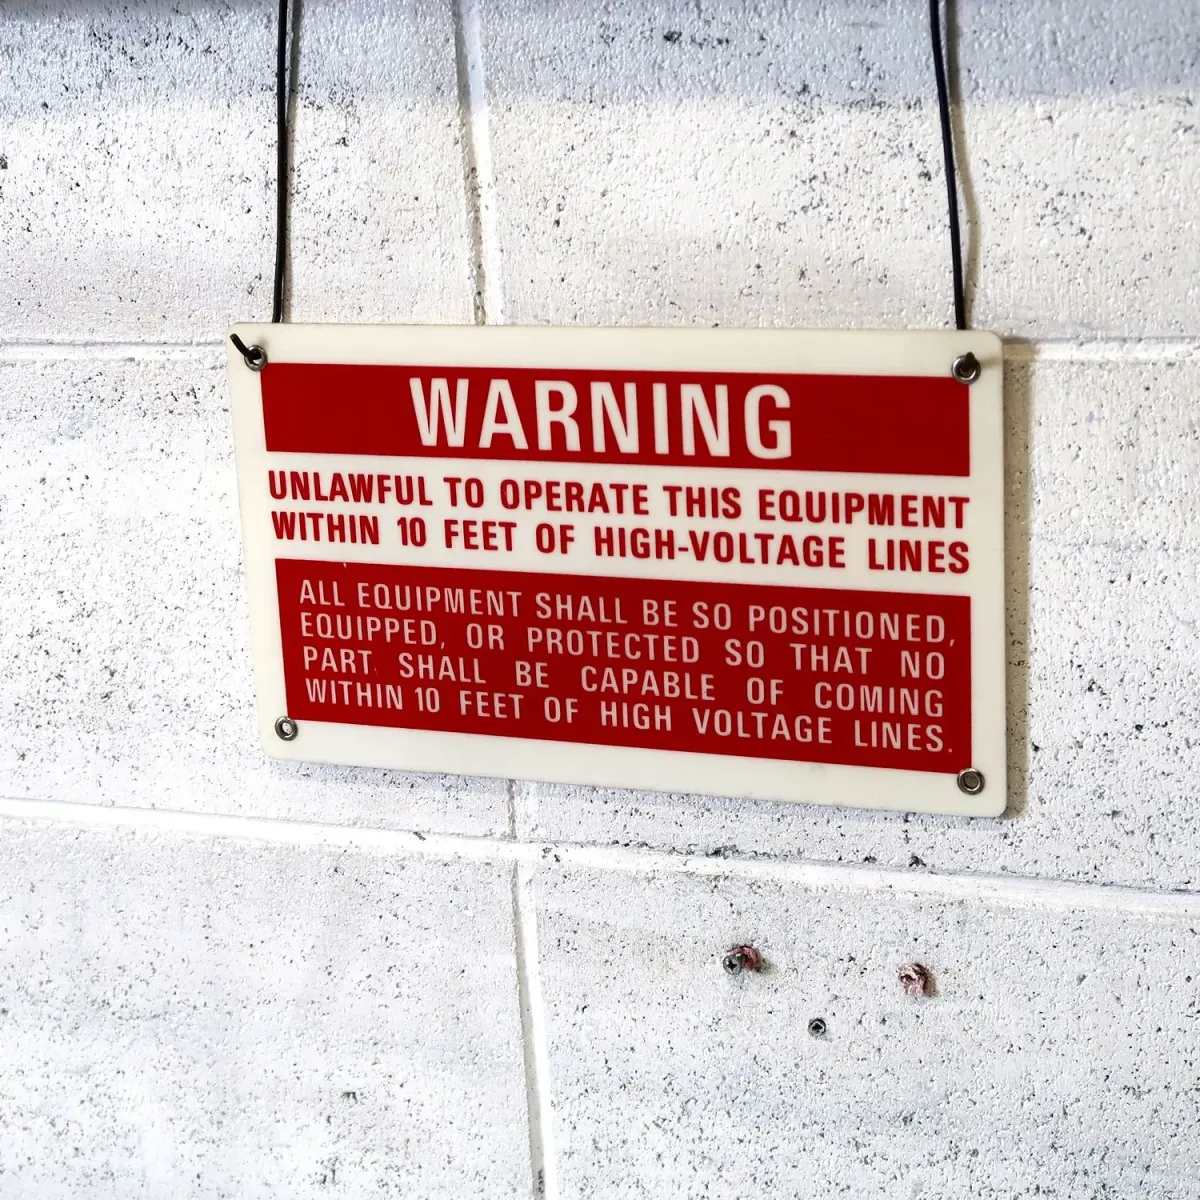 WARNING
UNLAWFUL TO OPERATE THIS EQUIPMENT
WITHIN 10 FEET OF HIGH-VOLTAGE LINES
ALL EQUIPMENT SHALL BE SO POSITIONED,
EQUIPPED, OR PROTECTED SO THAT NO
PART SHALL BE CAPABLE OF COMING
WITHIN 10 FEET OF HIGH VOLTAGE LINES.